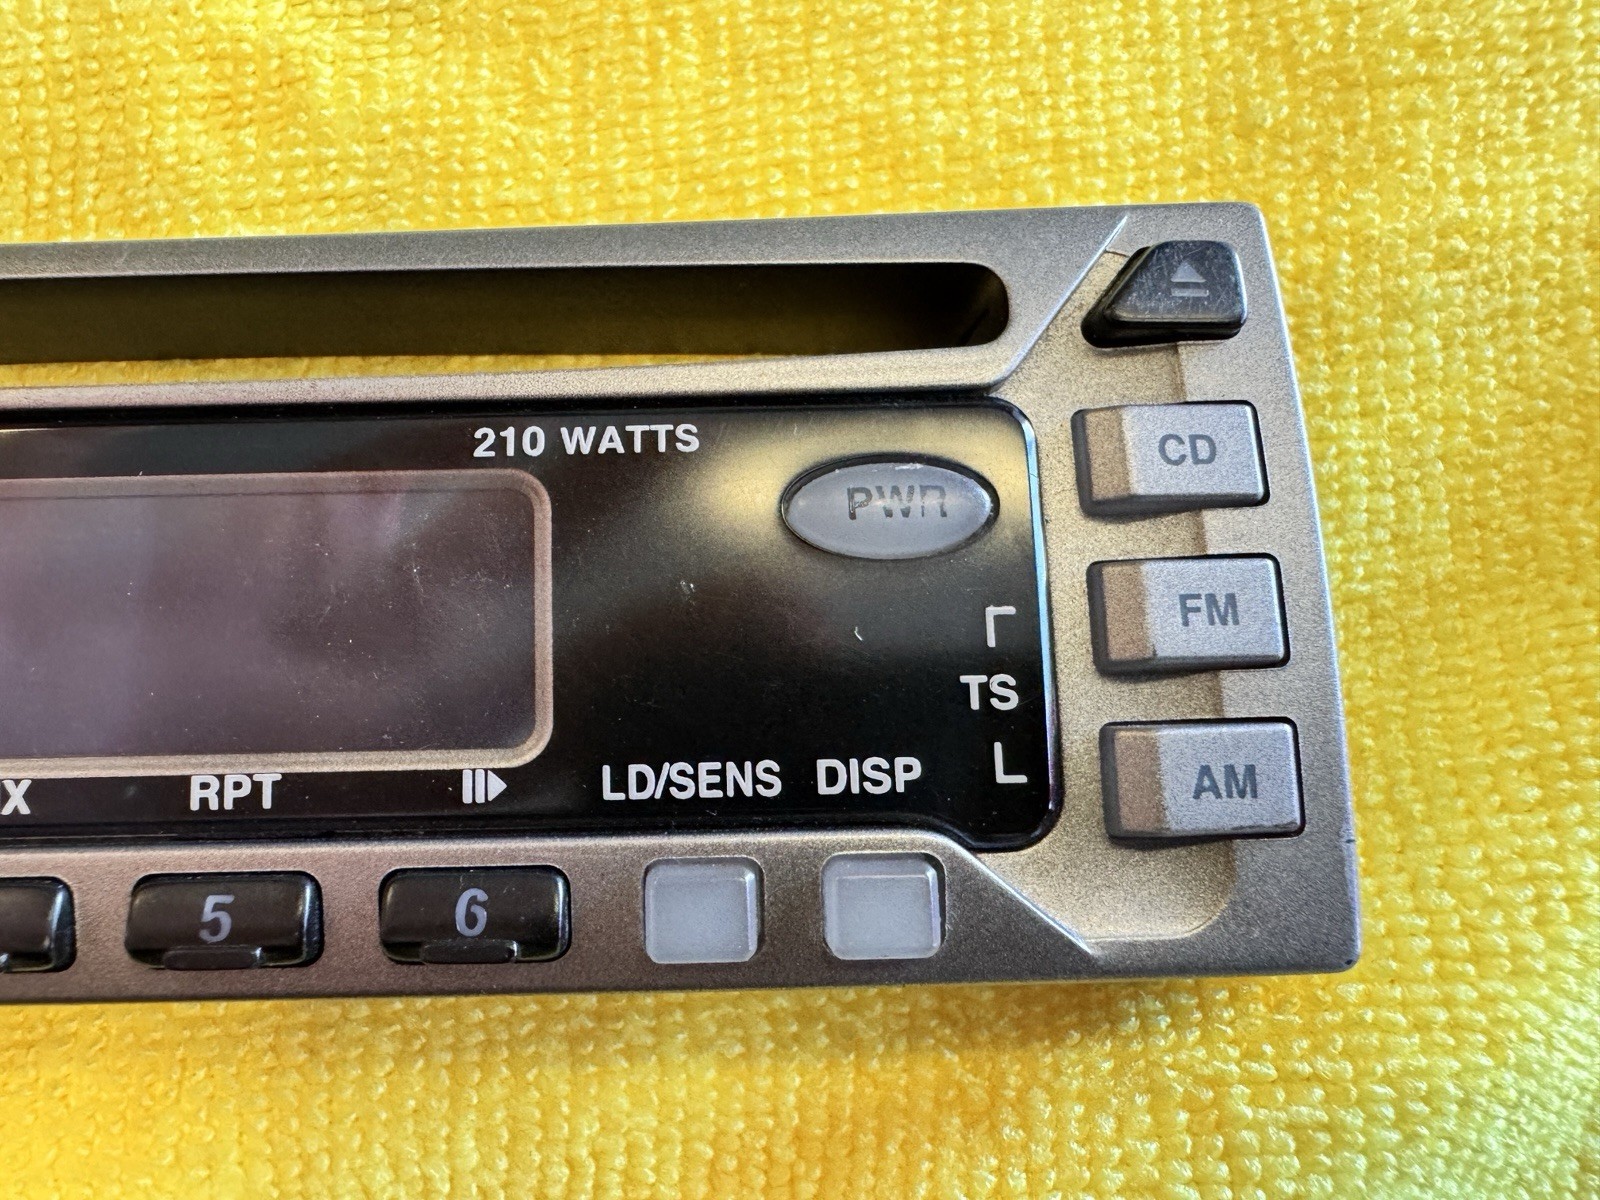 210 WATTS
PWR
CD
FM
TS
AM
X
RPT
LD/SENS
DISP
5
6